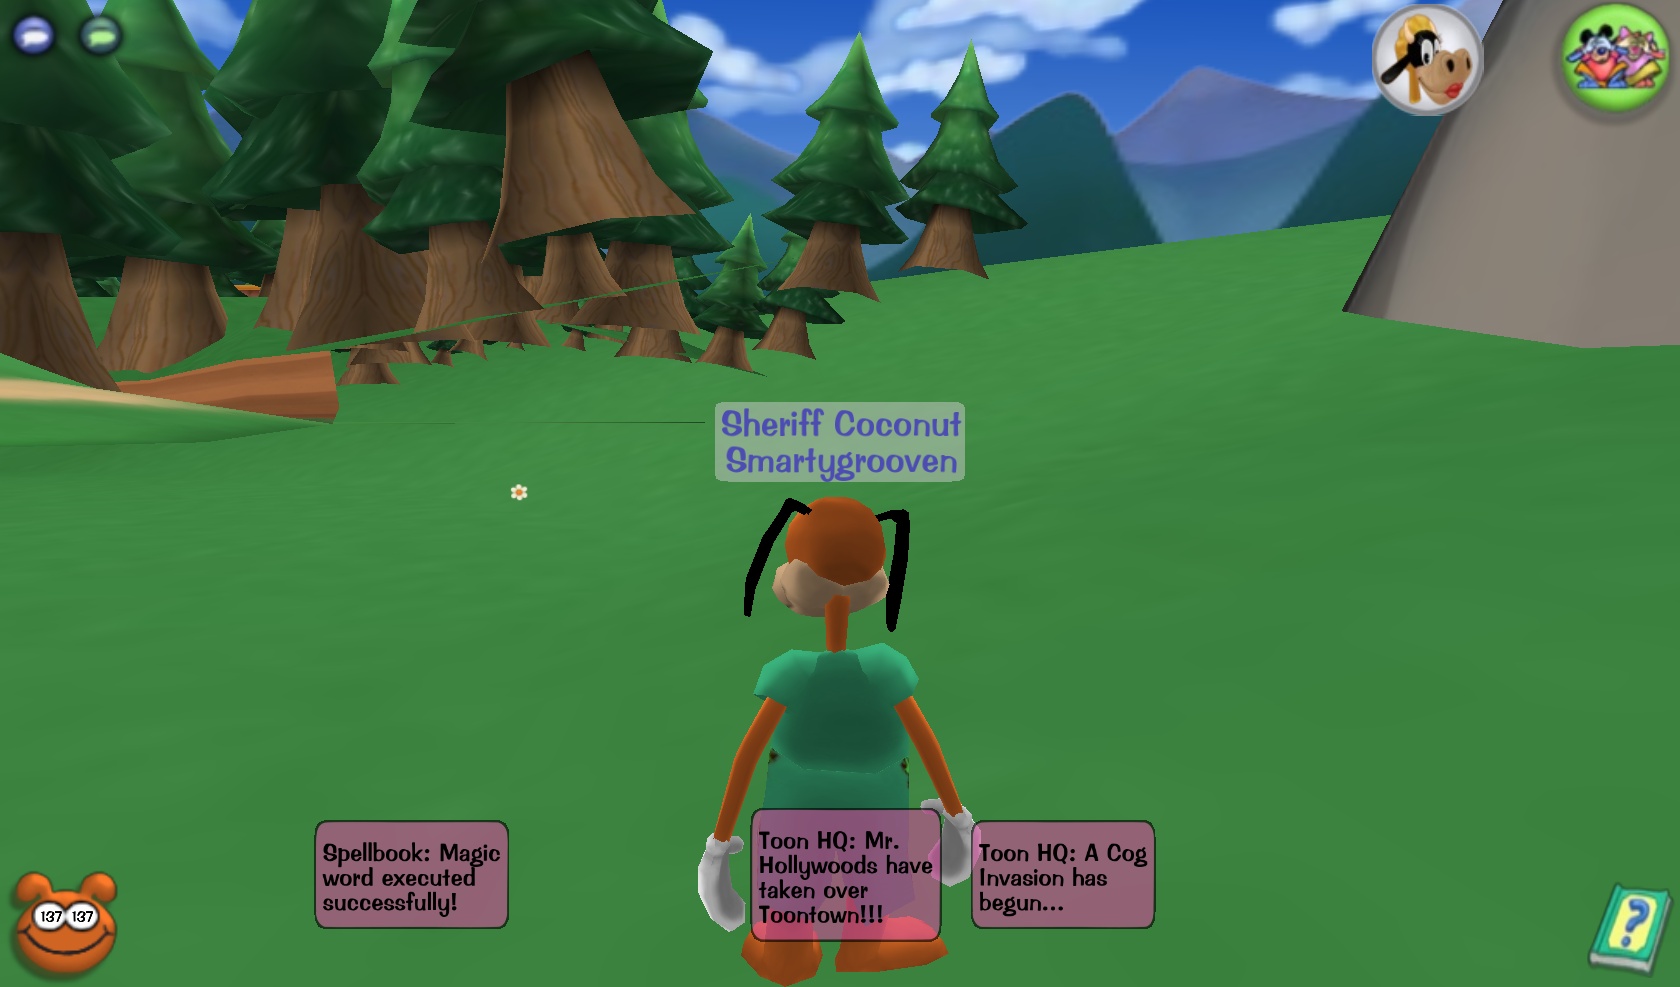 Sheriff Coconut
Smartygrooven
Spellbook: Magic
word executed
successfully!
Toon HQ: Mr.
Hollywoods have
taken over
Toontown!!!
Toon HQ: A Cog
Invasion has
begun...
137 137
?